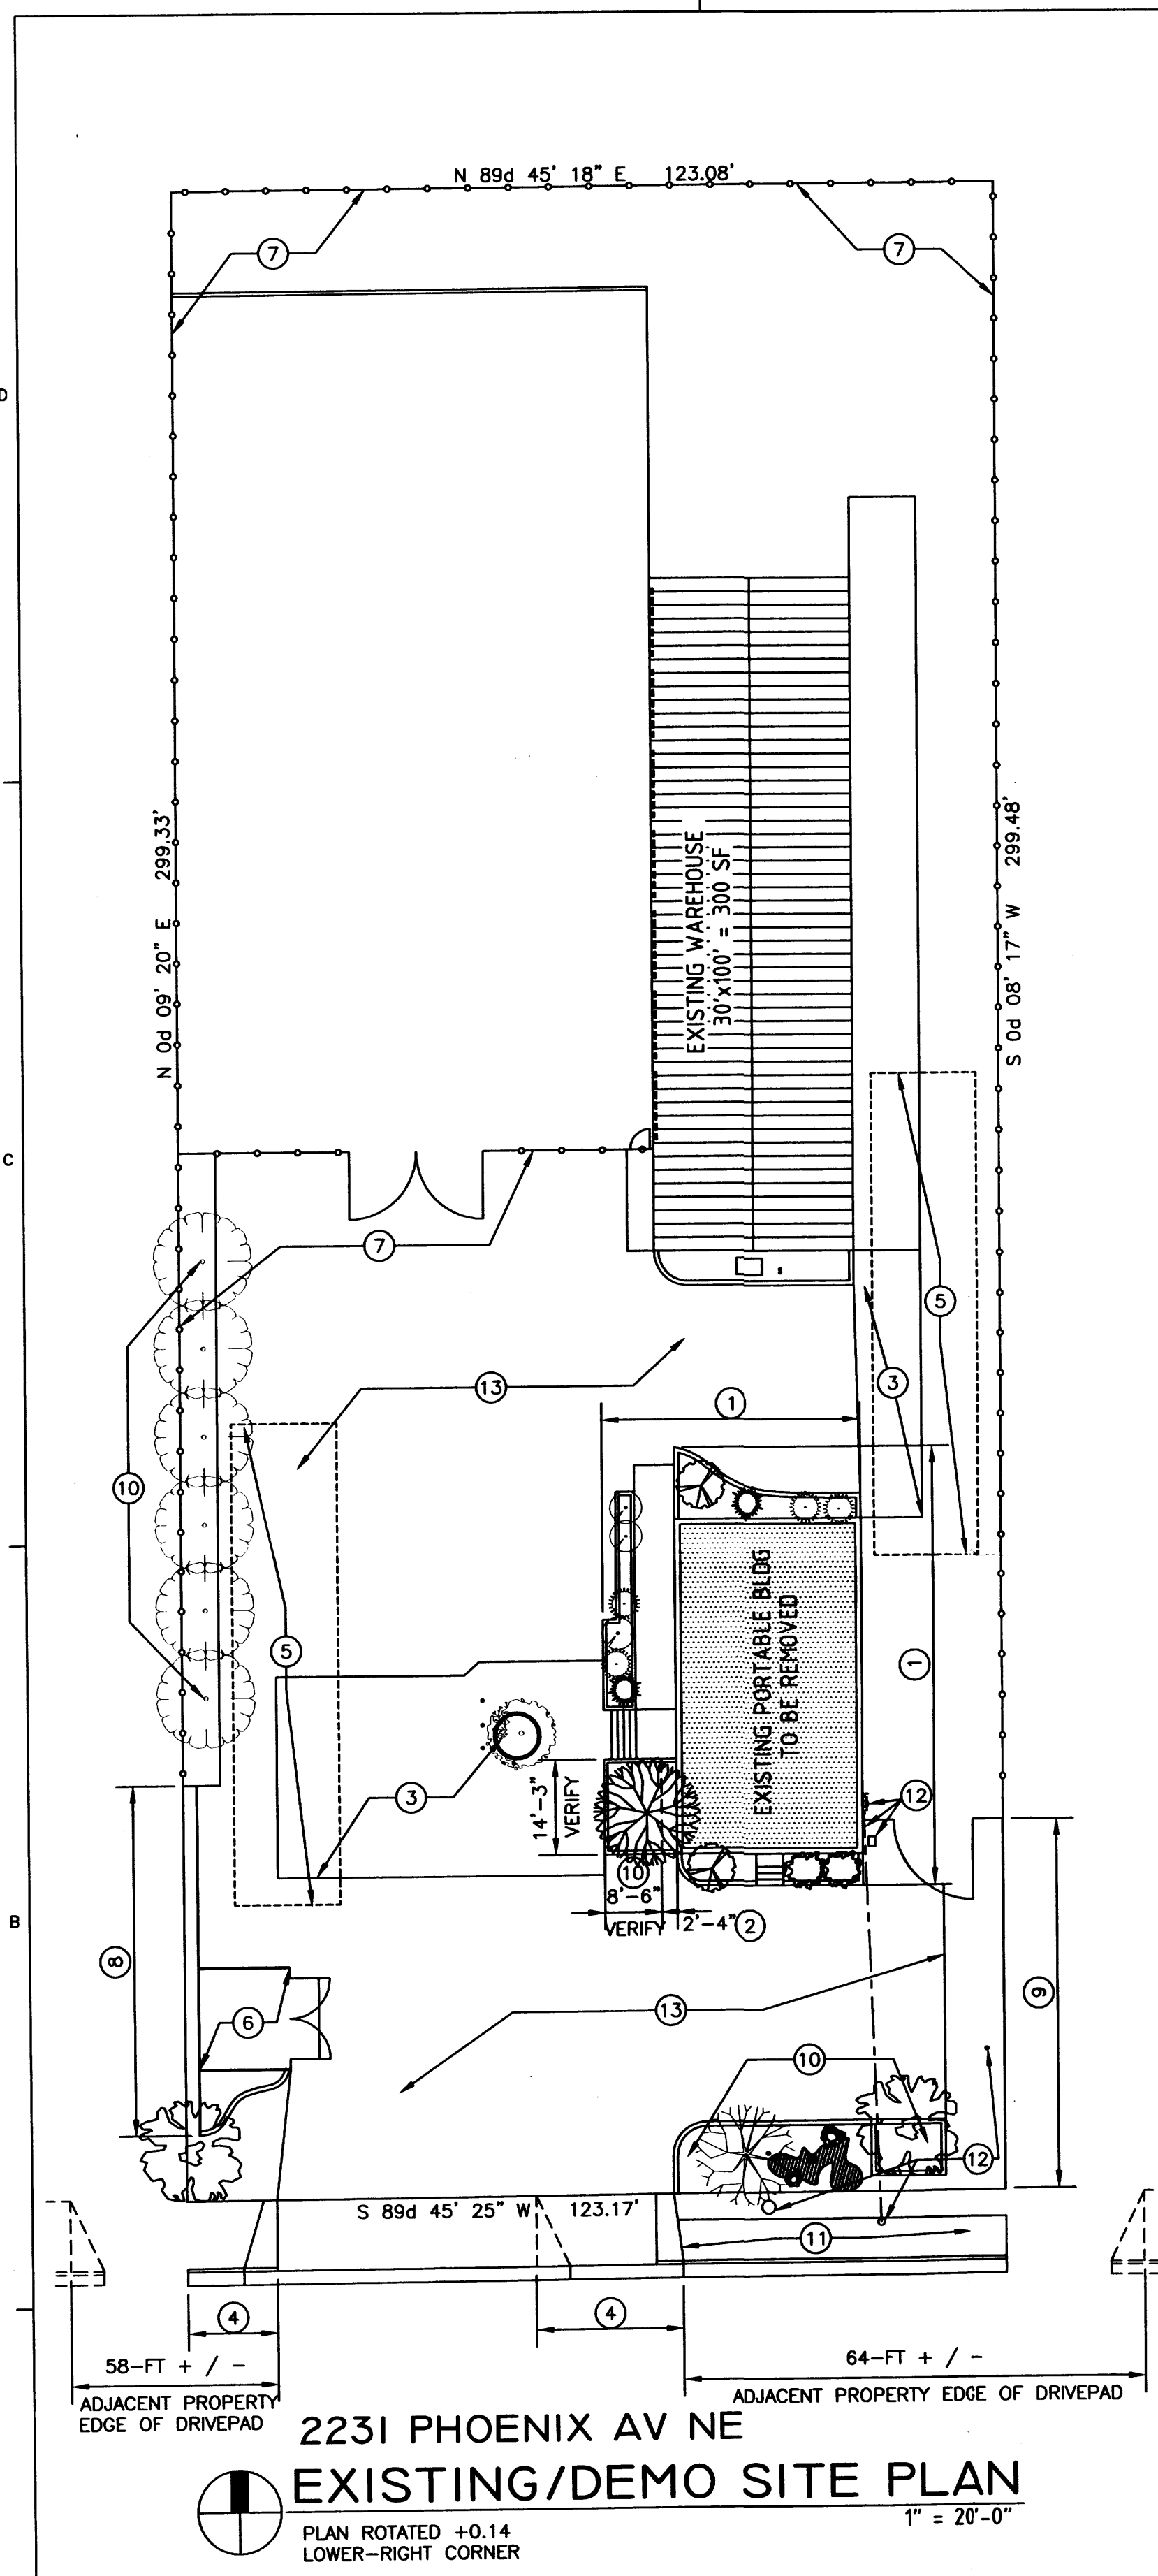 N 89d 45' 18" E 123.08'
7
7
D
N 0d 09' 20" E 299.33'
S 0d 08' 17" W 299.48'
EXISTING WAREHOUSE
30'x100' = 300 SF
C
7
5
3
13
1
10
EXISTING PORTABLE BLDG
TO BE REMOVED
1
5
3
14'-3"
VERIFY
12
10
8'-6"
VERIFY
2'-4"
2
B
8
6
13
9
10
12
S 89d 45' 25" W 123.17'
11
4
4
58-FT + / -
ADJACENT PROPERTY
EDGE OF DRIVEPAD
64-FT + / -
ADJACENT PROPERTY EDGE OF DRIVEPAD
2231 PHOENIX AV NE
EXISTING/DEMO SITE PLAN
1" = 20'-0"
PLAN ROTATED +0.14
LOWER-RIGHT CORNER